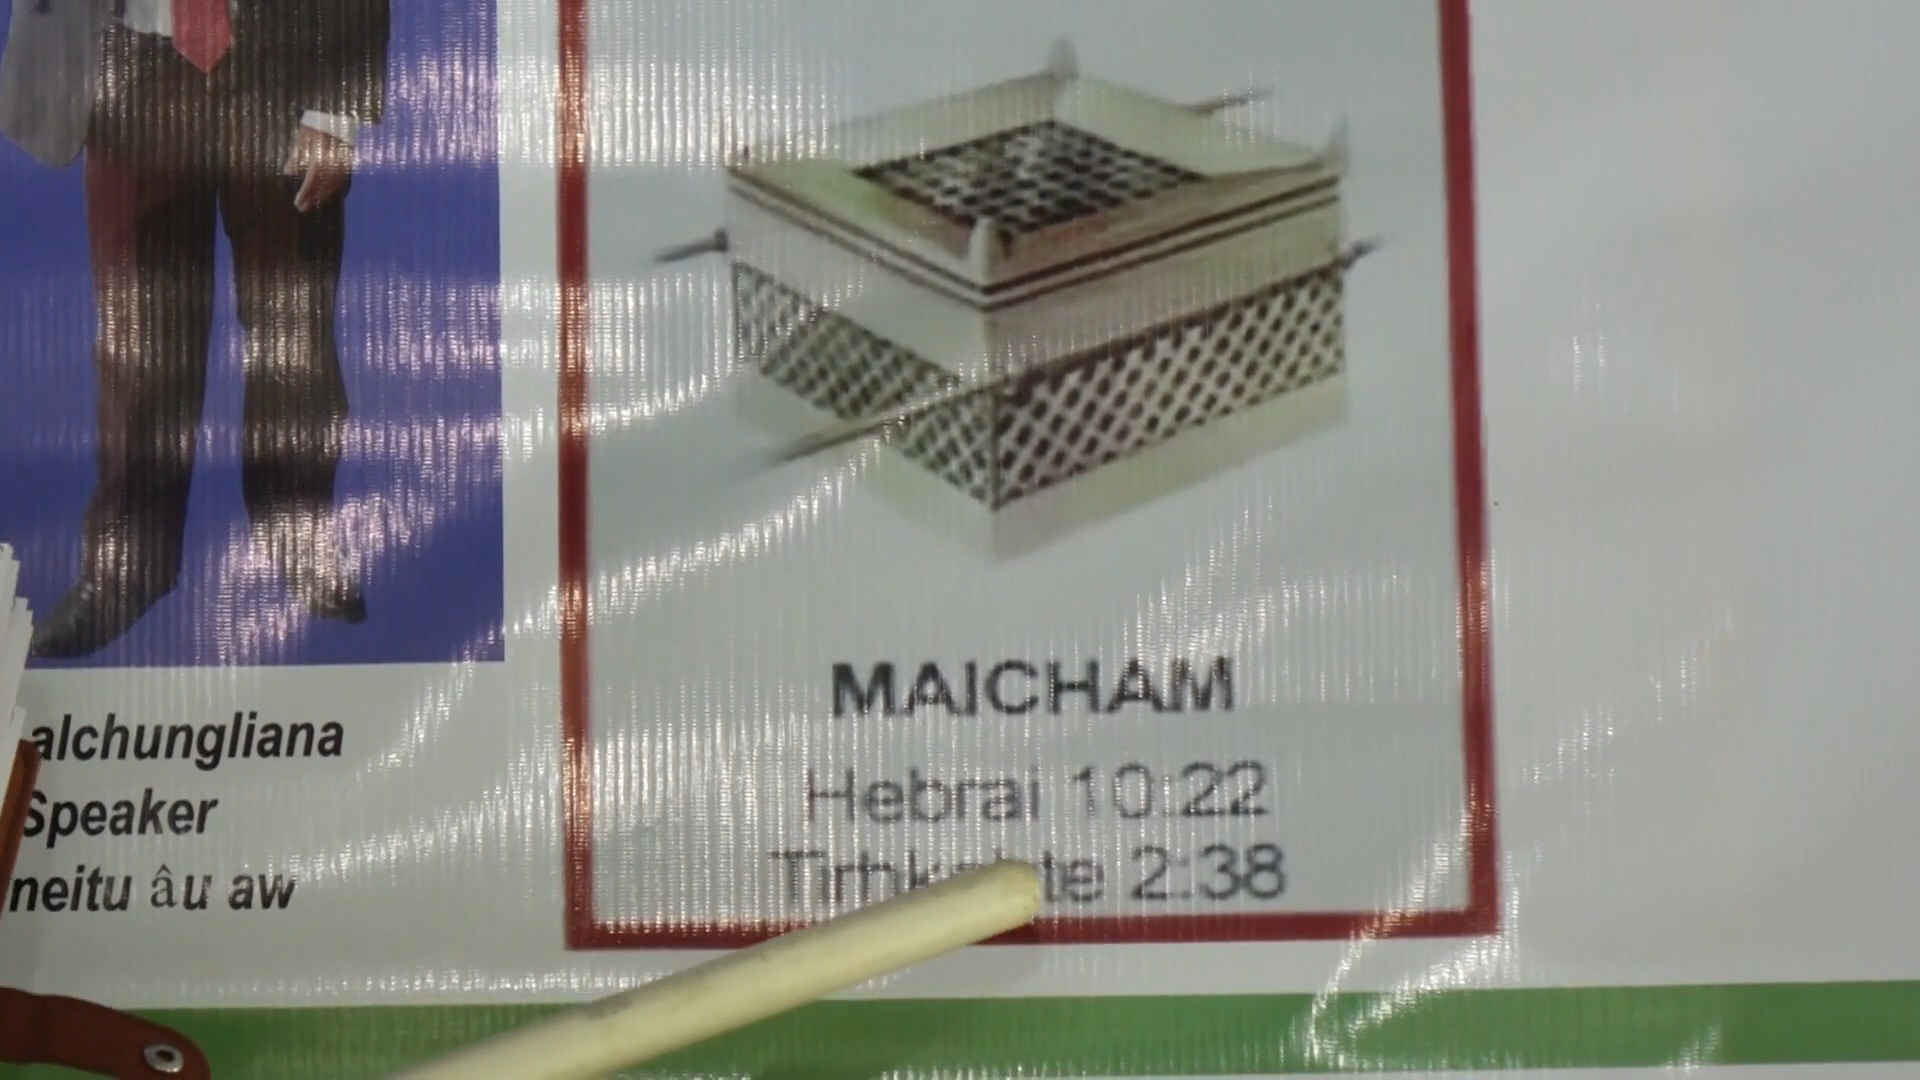 alchungliana
Speaker
neitu âu aw
MAICHAM
Hebrai 10:22
2:38